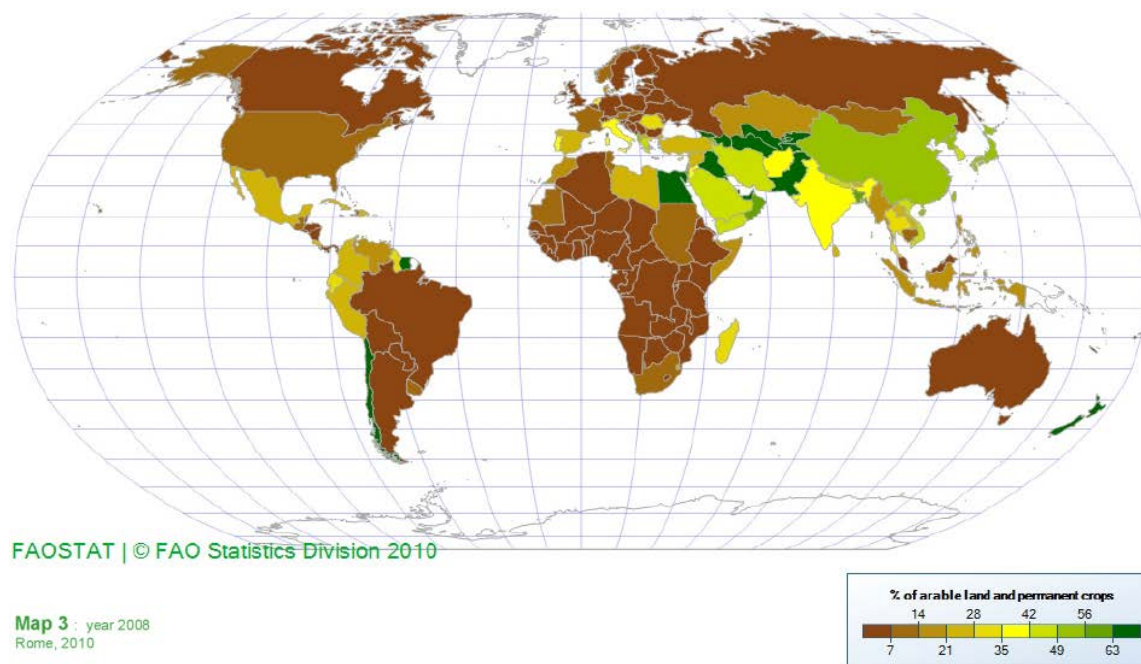 FAOSTAT | © FAO Statistics Division 2010
Map 3 : year 2008
Rome, 2010
% of arable land and permanent crops
14 28 42 56
7 21 35 49 63